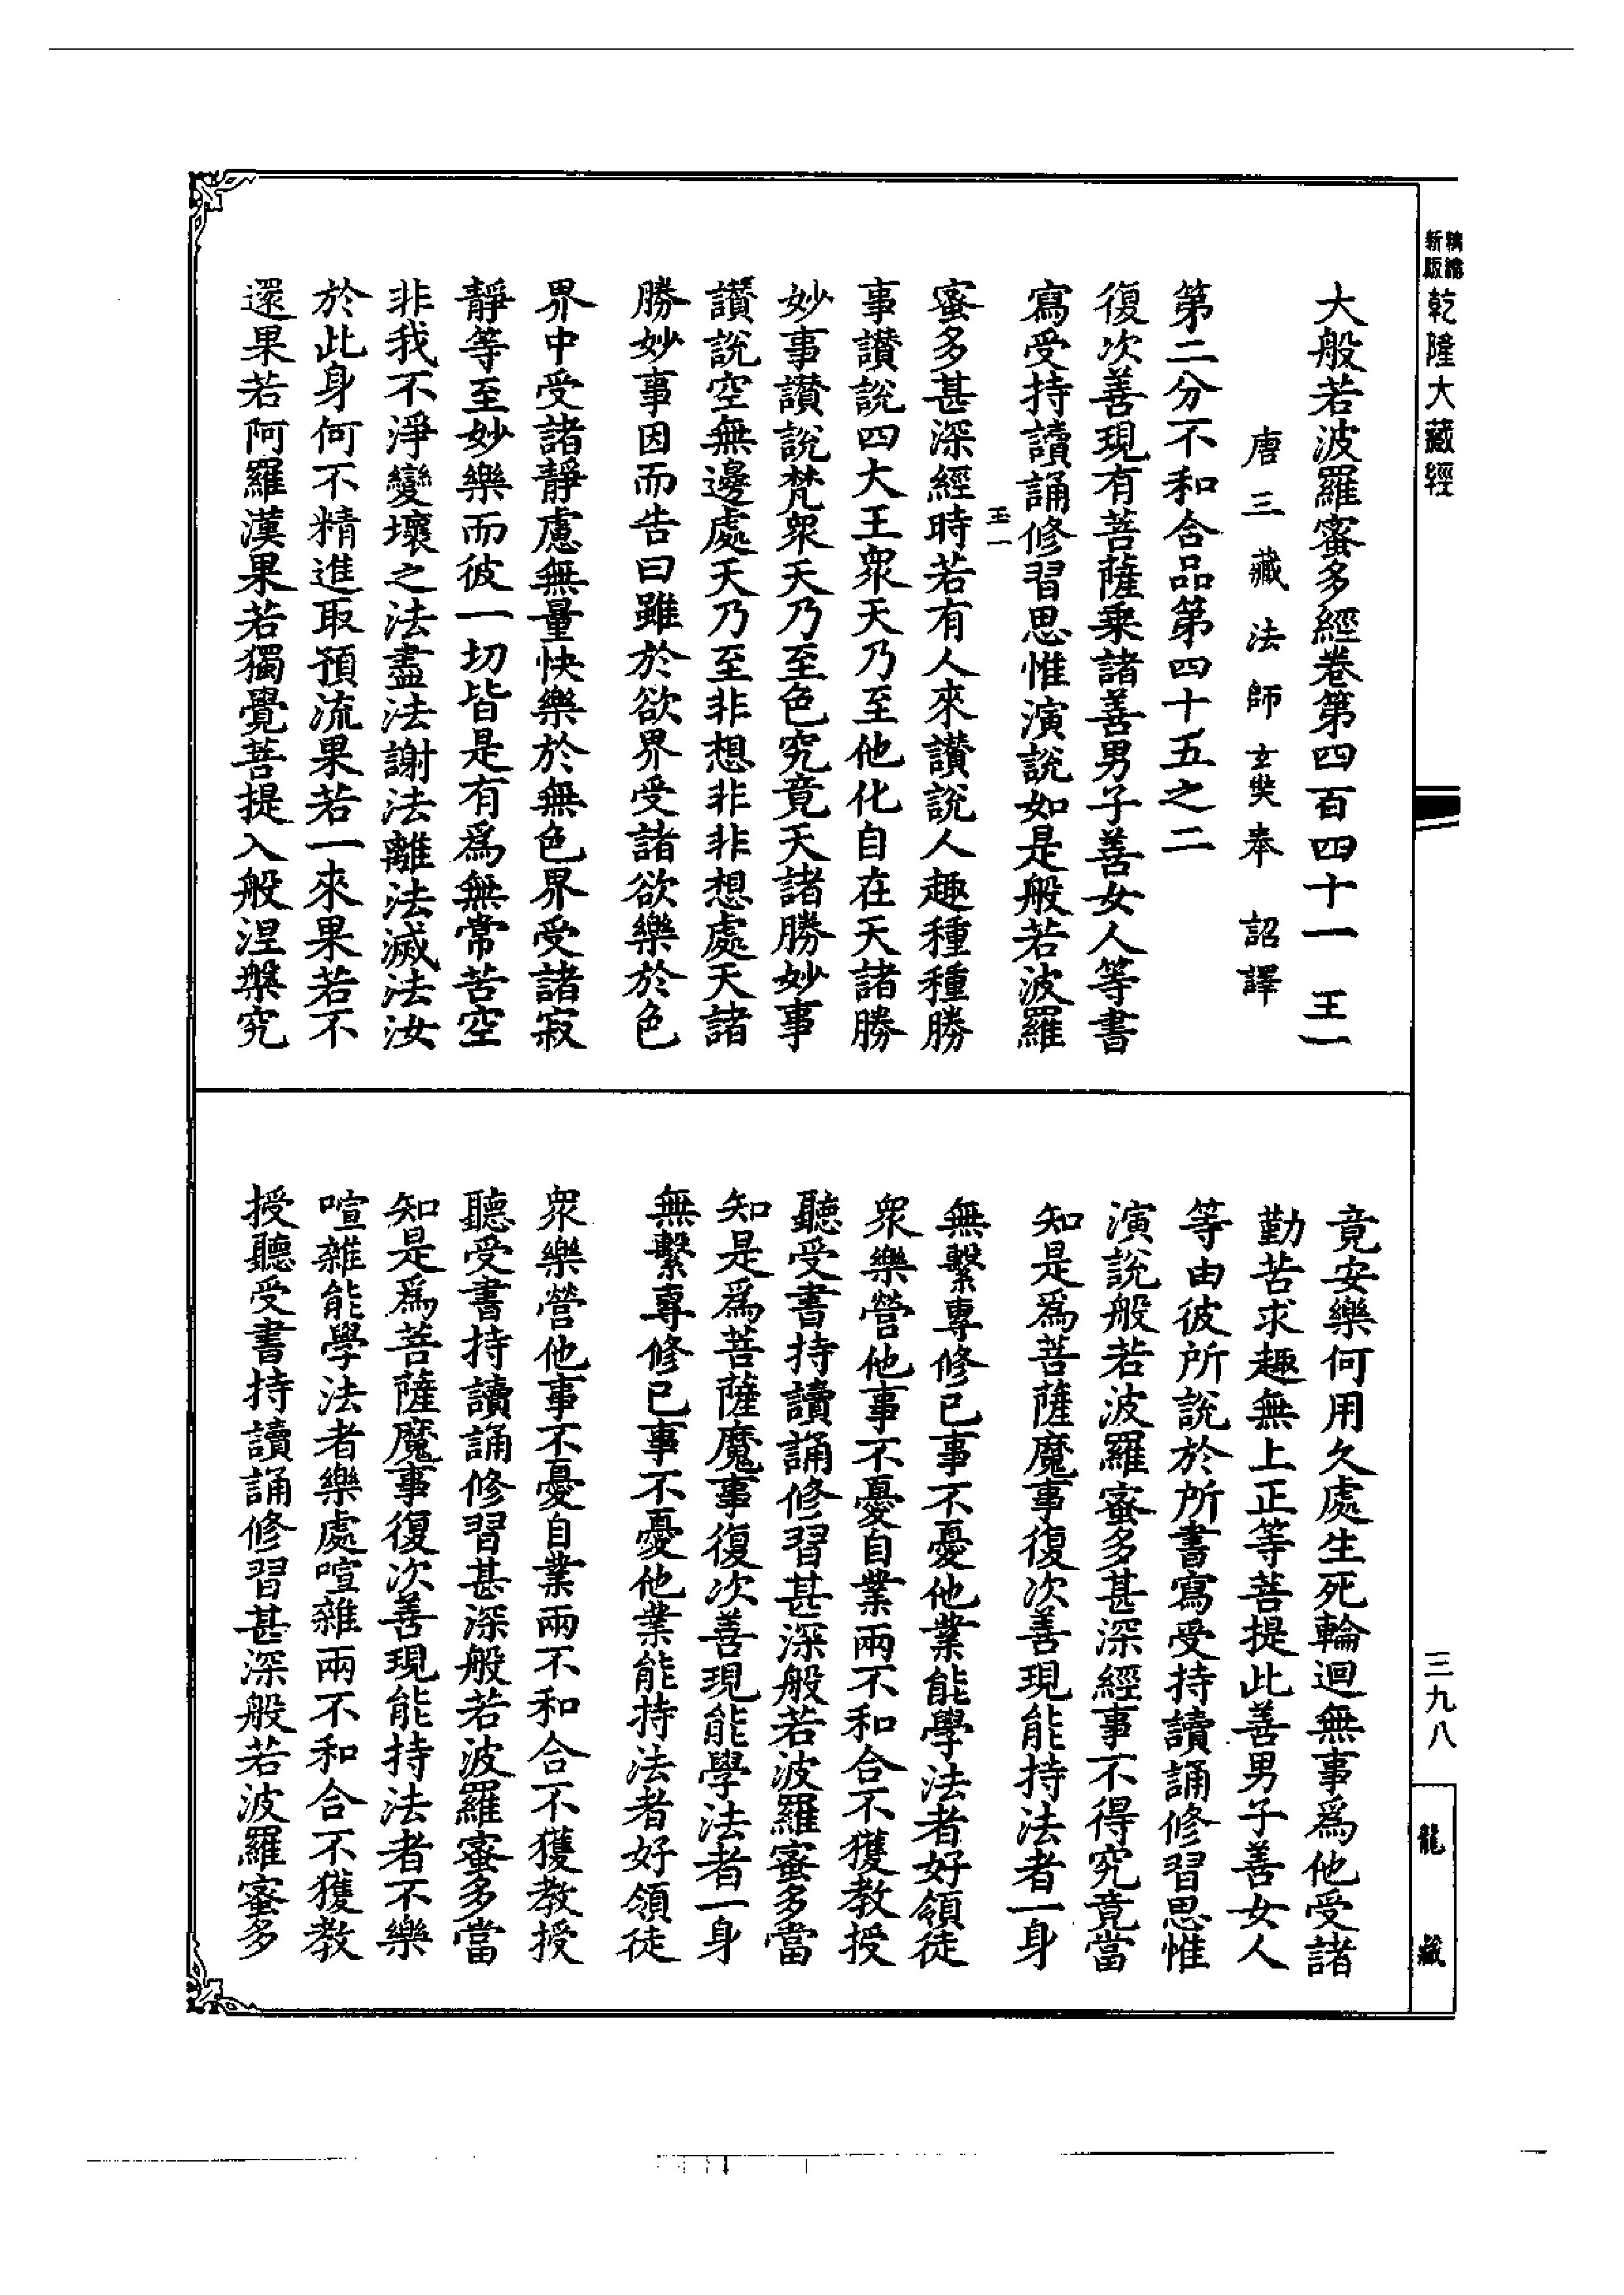 精縮新版乾隆大藏經
大般若波羅蜜多經卷第四百四十一 王一
唐三藏法師玄奘奉 詔譯
第二分不和合品第四十五之二
復次善現有菩薩乘諸善男子善女人等書
寫受持讀誦修習思惟演說如是般若波羅
王一
蜜多甚深經時若有人來讚說人趣種種勝
事讚說四大王衆天乃至他化自在天諸勝
妙事讚說梵衆天乃至色究竟天諸勝妙事
讚說空無邊處天乃至非想非非想處天諸
勝妙事因而告曰雖於欲界受諸欲樂於色
界中受諸靜慮無量快樂於無色界受諸寂
靜等至妙樂而彼一切皆是有爲無常苦空
非我不淨變壞之法盡法謝法離法滅法汝
於此身何不精進取預流果若一來果若不
還果若阿羅漢果若獨覺菩提入般涅槃究
竟安樂何用久處生死輪迴無事爲他受諸
勤苦求趣無上正等菩提此善男子善女人
等由彼所說於所書寫受持讀誦修習思惟
演說般若波羅蜜多甚深經事不得究竟當
知是爲菩薩魔事復次善現能持法者一身
無繫專修已事不憂他業能學法者好領徒
衆樂營他事不憂自業兩不和合不獲教授
聽受書持讀誦修習甚深般若波羅蜜多當
知是爲菩薩魔事復次善現能學法者一身
無繫專修已事不憂他業能持法者好領徒
衆樂營他事不憂自業兩不和合不獲教授
聽受書持讀誦修習甚深般若波羅蜜多當
知是爲菩薩魔事復次善現能持法者不樂
喧雜能學法者樂處喧雜兩不和合不獲教
授聽受書持讀誦修習甚深般若波羅蜜多
三九八
龍藏